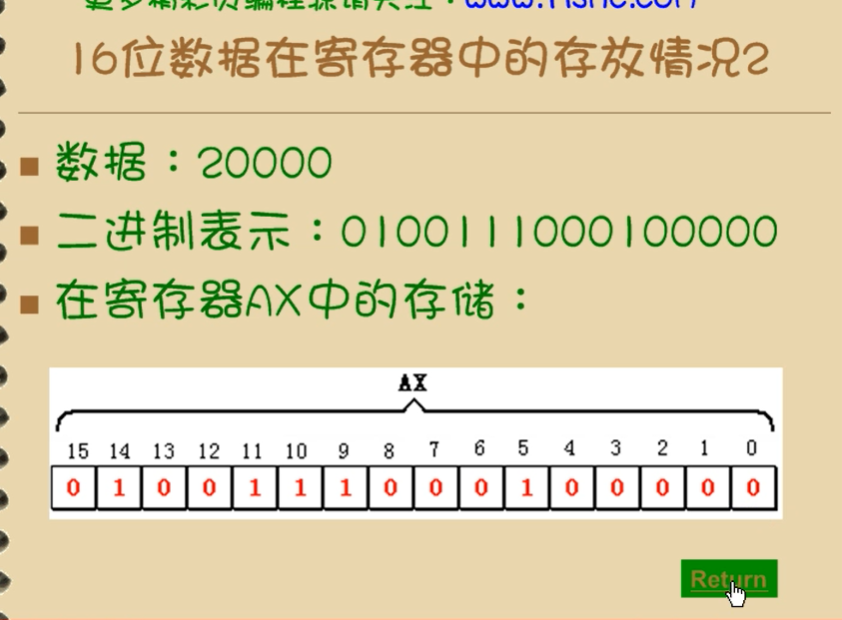 16位数据在寄存器中的存放情况2
■ 数据：20000
■ 二进制表示：0100111000100000
■ 在寄存器AX中的存储：
AX
15 14 13 12 11 10 9 8 7 6 5 4 3 2 1 0
0 1 0 0 1 1 1 0 0 0 1 0 0 0 0 0
Return